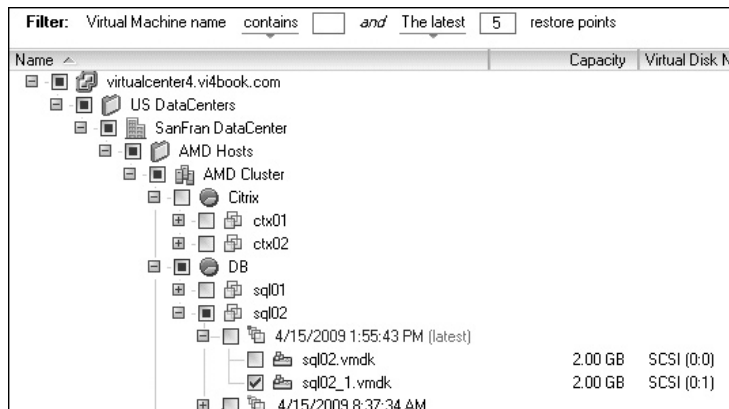 Filter: Virtual Machine name contains and The latest 5 restore points
Name Capacity Virtual Disk N
virtualcenter4.vi4book.com
US DataCenters
SanFran DataCenter
AMD Hosts
AMD Cluster
Citrix
ctx01
ctx02
DB
sql01
sql02
4/15/2009 1:55:43 PM (latest)
sql02.vmdk 2.00 GB SCSI (0:0)
sql02_1.vmdk 2.00 GB SCSI (0:1)
4/15/2009 8:37:34 AM